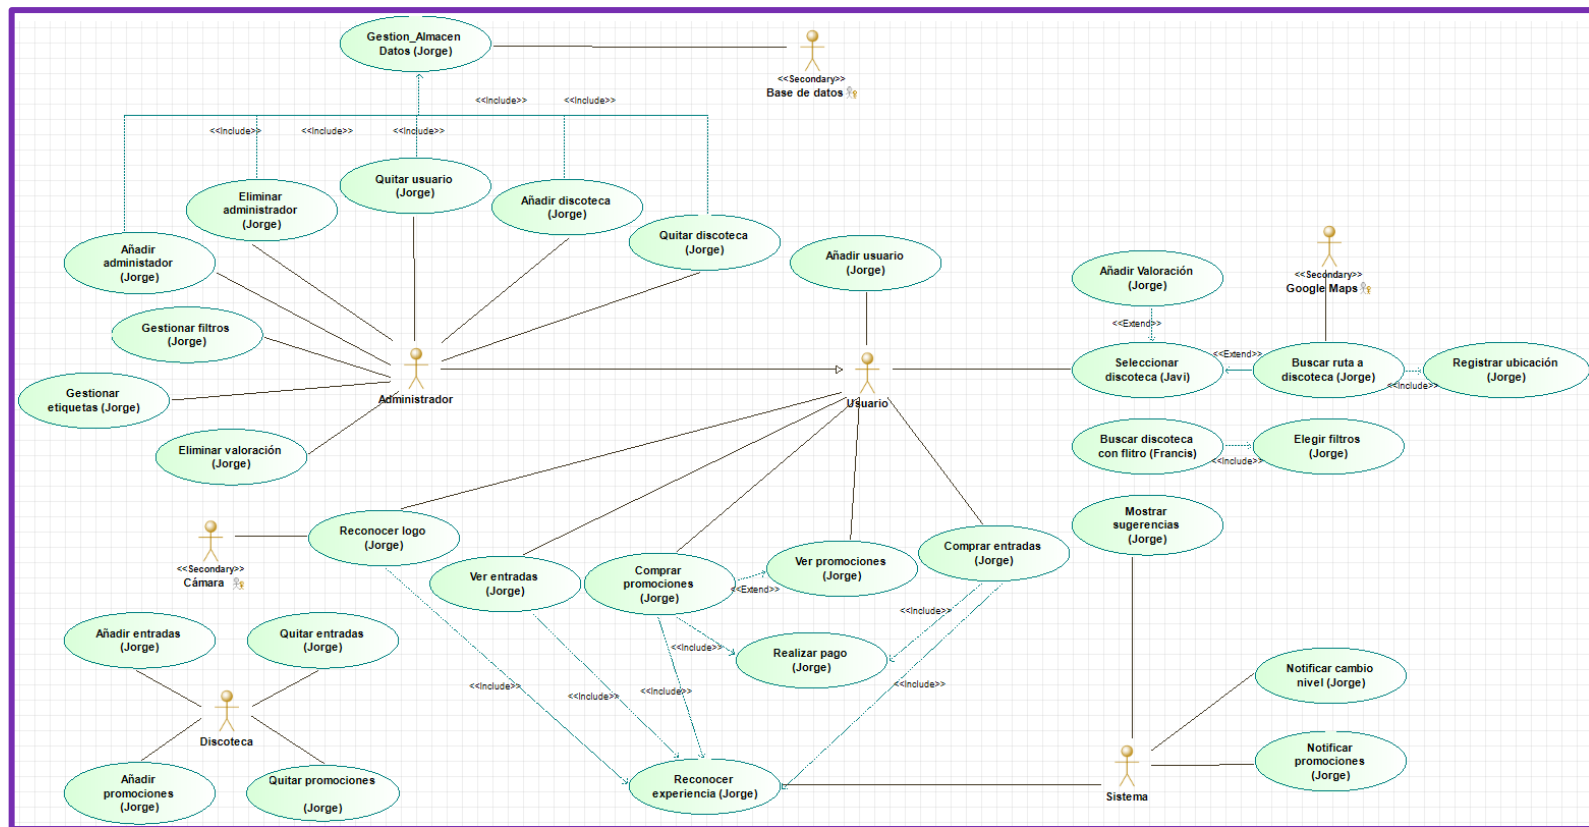 Gestion_Almacen
Datos (Jorge)
<<Secondary>>
Base de datos
<<Include>>
<<Include>>
<<Include>>
<<Include>>
<<Include>>
Quitar usuario
(Jorge)
Eliminar
administrador
(Jorge)
Añadir discoteca
(Jorge)
Quitar discoteca
(Jorge)
Añadir
administador
(Jorge)
Añadir usuario
(Jorge)
Añadir Valoración
(Jorge)
<<Secondary>>
Google Maps
Gestionar filtros
(Jorge)
<<Extend>>
Seleccionar
discoteca (Javi)
<<Extend>>
Buscar ruta a
discoteca (Jorge)
<<Include>>
Registrar ubicación
(Jorge)
Gestionar
etiquetas (Jorge)
Administrador
Usuario
Eliminar valoración
(Jorge)
Buscar discoteca
con flitro (Francis)
<<Include>>
Elegir filtros
(Jorge)
Mostrar
sugerencias
(Jorge)
<<Secondary>>
Cámara
Reconocer logo
(Jorge)
Ver entradas
(Jorge)
Comprar
promociones
(Jorge)
<<Extend>>
Ver promociones
(Jorge)
Comprar entradas
(Jorge)
<<Include>>
Añadir entradas
(Jorge)
Quitar entradas
(Jorge)
<<Include>>
Realizar pago
(Jorge)
<<Include>>
<<Include>>
<<Include>>
<<Include>>
Notificar cambio
nivel (Jorge)
Discoteca
Añadir
promociones
(Jorge)
Quitar promociones
(Jorge)
Reconocer
experiencia (Jorge)
Sistema
Notificar
promociones
(Jorge)